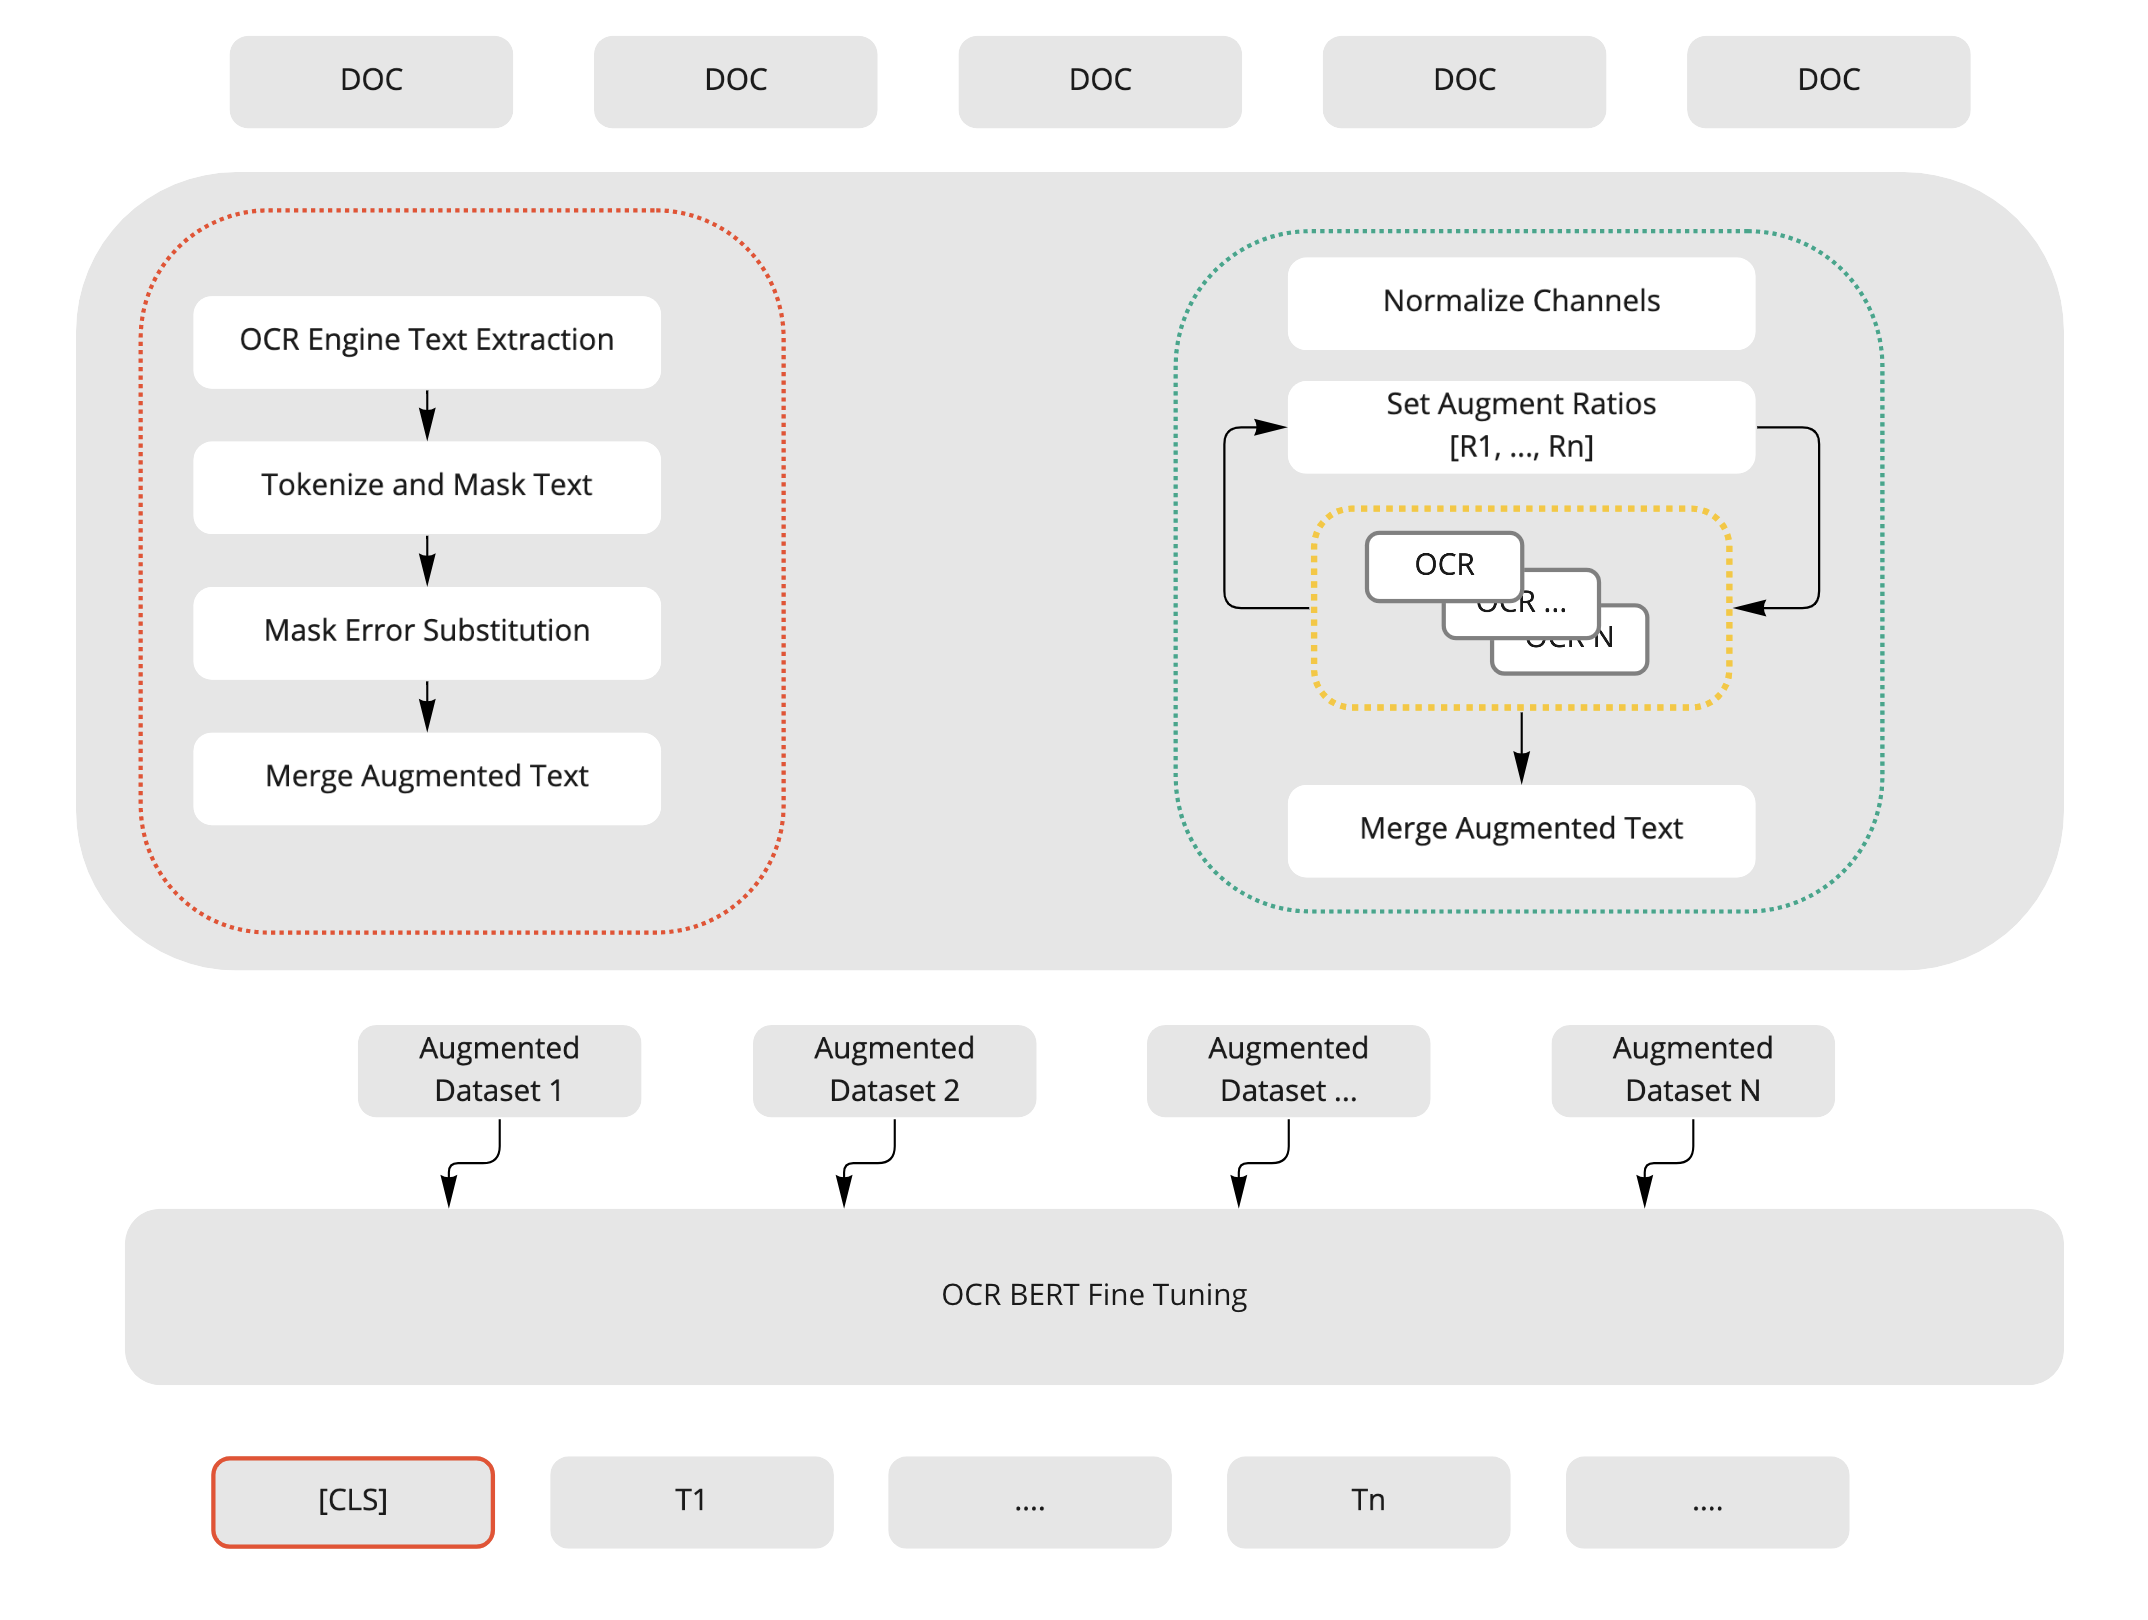 DOC
DOC
DOC
DOC
DOC
OCR Engine Text Extraction
Tokenize and Mask Text
Mask Error Substitution
Merge Augmented Text
Normalize Channels
Set Augment Ratios
[R1, ..., Rn]
OCR
OCR ...
OCR N
Merge Augmented Text
Augmented
Dataset 1
Augmented
Dataset 2
Augmented
Dataset ...
Augmented
Dataset N
OCR BERT Fine Tuning
[CLS]
T1
....
Tn
....